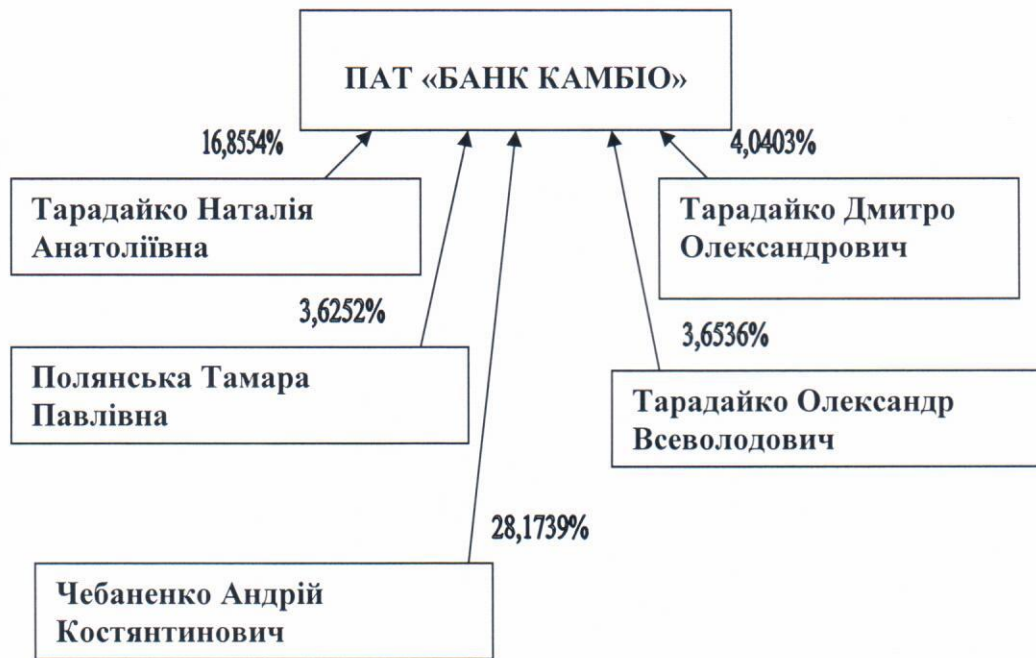 ПАТ «БАНК КАМБІО»
16,8554%
4,0403%
Тарадайко Наталія
Анатоліївна
Тарадайко Дмитро
Олександрович
3,6252%
3,6536%
Полянська Тамара
Павлівна
Тарадайко Олександр
Всеволодович
28,1739%
Чебаненко Андрій
Костянтинович